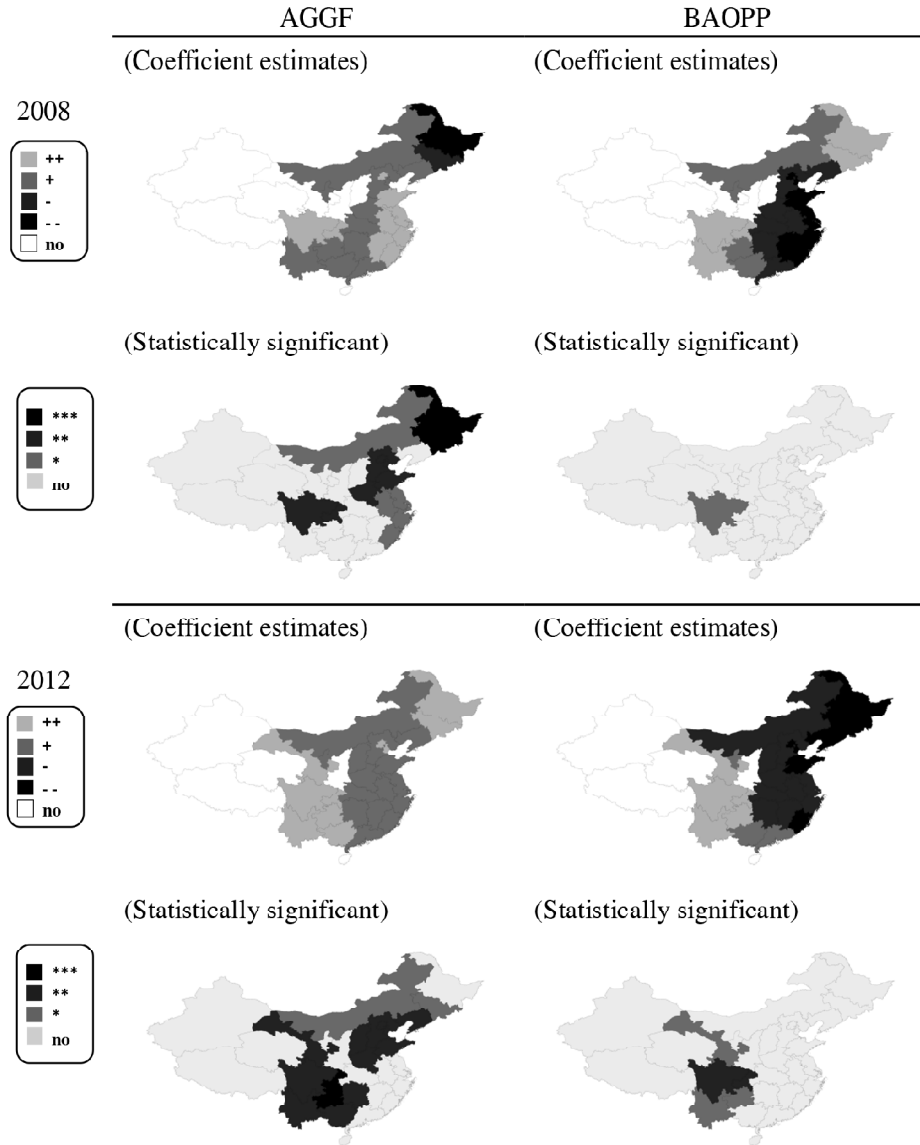 AGGF BAOPP
(Coefficient estimates) (Coefficient estimates)
2008
++
+
-
--
no
(Statistically significant) (Statistically significant)
***
**
*
no
(Coefficient estimates) (Coefficient estimates)
2012
++
+
-
--
no
(Statistically significant) (Statistically significant)
***
**
*
no